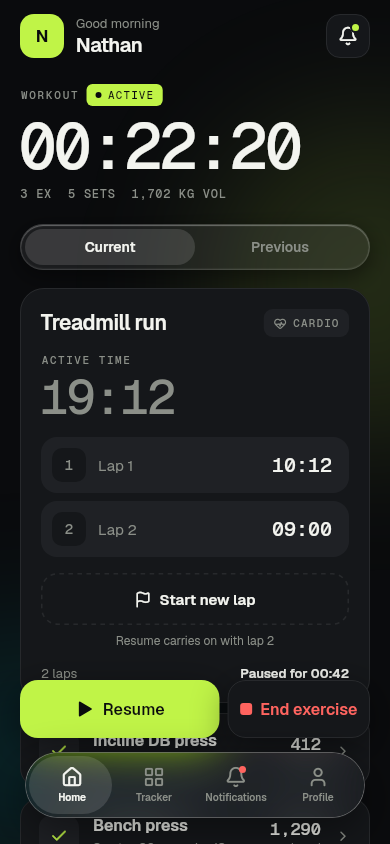 N
Good morning
Nathan
WORKOUT
ACTIVE
00:22:20
3 EX 5 SETS 1,702 KG VOL
Current Previous
Treadmill run
CARDIO
ACTIVE TIME
19:12
1 Lap 1 10:12
2 Lap 2 09:00
Start new lap
Resume carries on with lap 2
2 laps Paused for 00:42
Resume End exercise
Incline DB press 412
Home Tracker Notifications Profile
Bench press 1,290